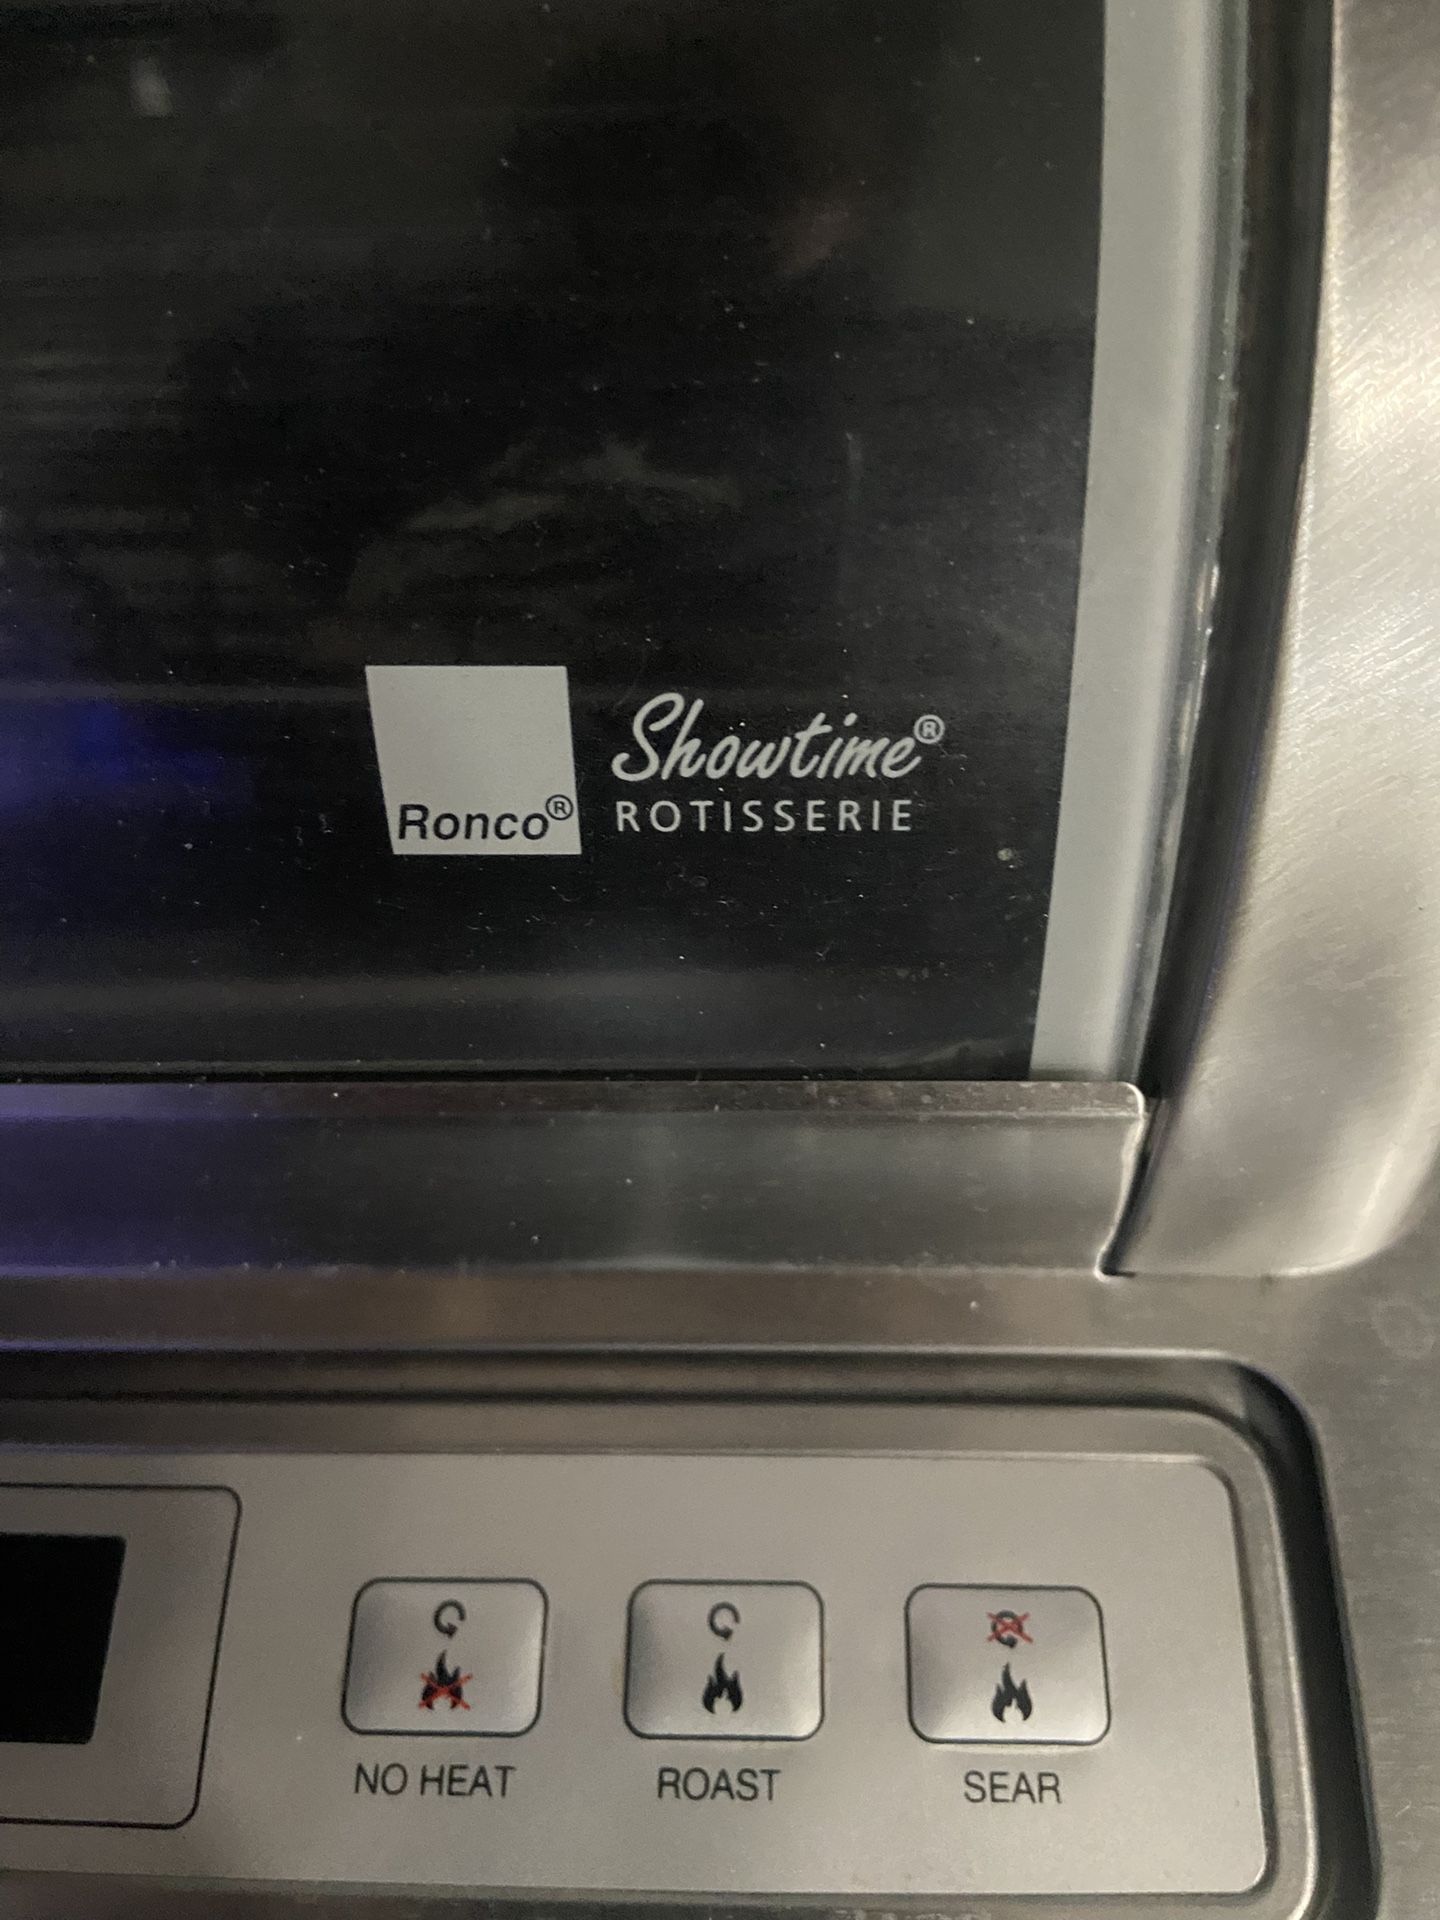 Ronco®
Showtime®
ROTISSERIE
NO HEAT
ROAST
SEAR